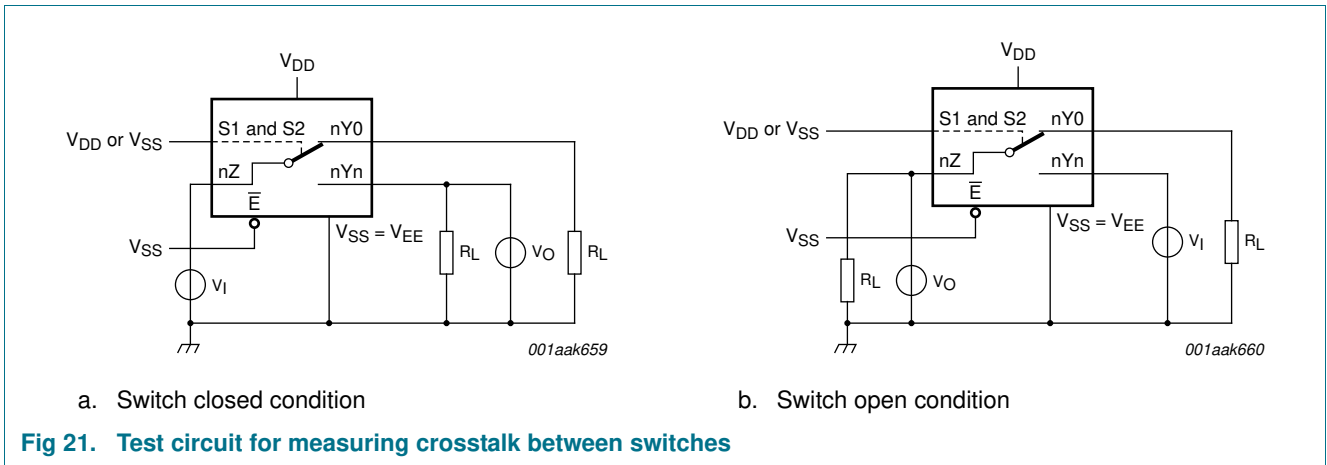 VDD
VDD or VSS
S1 and S2
nY0
nZ
nYn
E
VSS
VSS = VEE
VI
RL
VO
RL
001aak659
a. Switch closed condition
VDD
VDD or VSS
S1 and S2
nY0
nZ
nYn
E
VSS
VSS = VEE
RL
VO
VI
RL
001aak660
b. Switch open condition
Fig 21. Test circuit for measuring crosstalk between switches